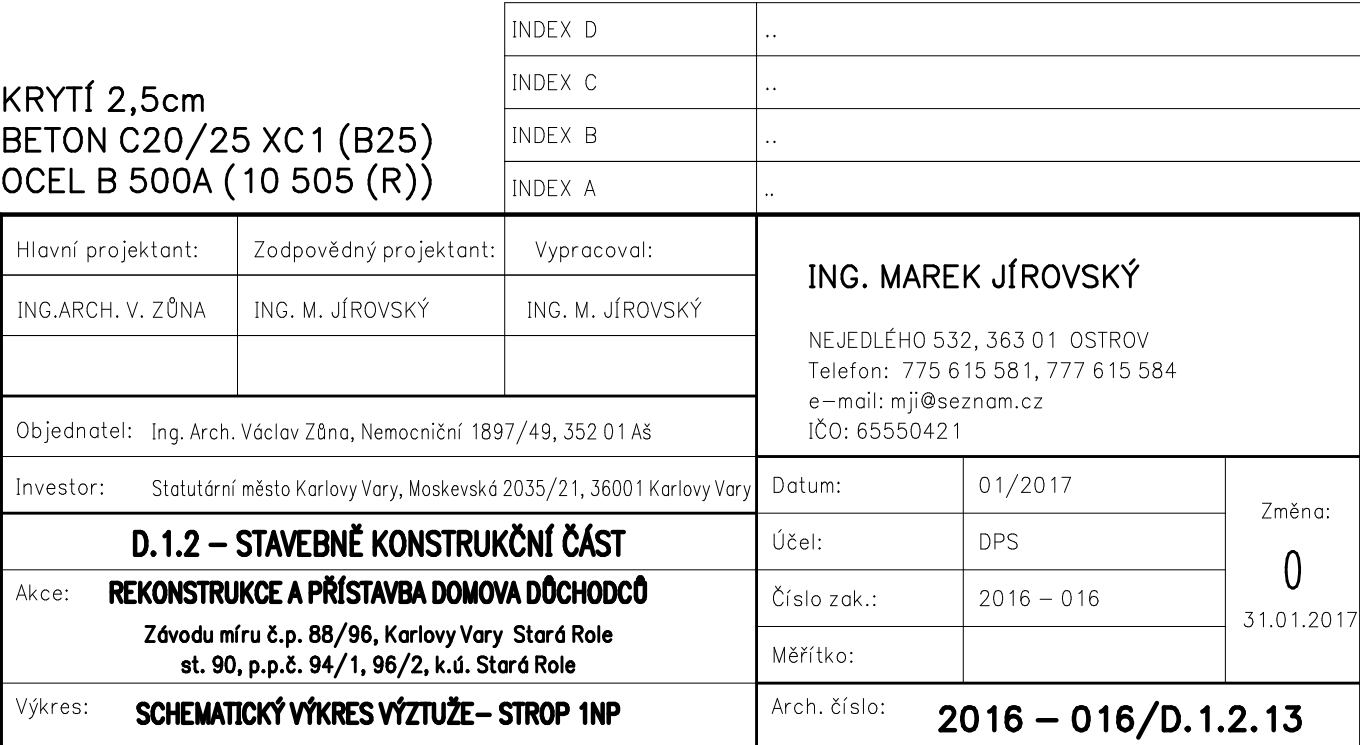 INDEX D ..
INDEX C ..
INDEX B ..
INDEX A ..
KRYTÍ 2,5cm
BETON C20/25 XC1 (B25)
OCEL B 500A (10 505 (R))
Hlavní projektant: Zodpovědný projektant: Vypracoval:
ING.ARCH. V. ZŮNA ING. M. JÍROVSKÝ ING. M. JÍROVSKÝ
ING. MAREK JÍROVSKÝ
NEJEDLÉHO 532, 363 01 OSTROV
Telefon: 775 615 581, 777 615 584
e-mail: mji@seznam.cz
IČO: 65550421
Objednatel: Ing. Arch. Václav Zůna, Nemocniční 1897/49, 352 01 Aš
Investor: Statutární město Karlovy Vary, Moskevská 2035/21, 36001 Karlovy Vary
D.1.2 - STAVEBNĚ KONSTRUKČNÍ ČÁST
Akce: REKONSTRUKCE A PŘÍSTAVBA DOMOVA DŮCHODCŮ
Závodu míru č.p. 88/96, Karlovy Vary Stará Role
st. 90, p.p.č. 94/1, 96/2, k.ú. Stará Role
Výkres: SCHEMATICKÝ VÝKRES VÝZTUŽE- STROP 1NP
Datum: 01/2017
Účel: DPS
Číslo zak.: 2016 - 016
Měřítko:
Změna:
0
31.01.2017
Arch. číslo: 2016 - 016/D.1.2.13